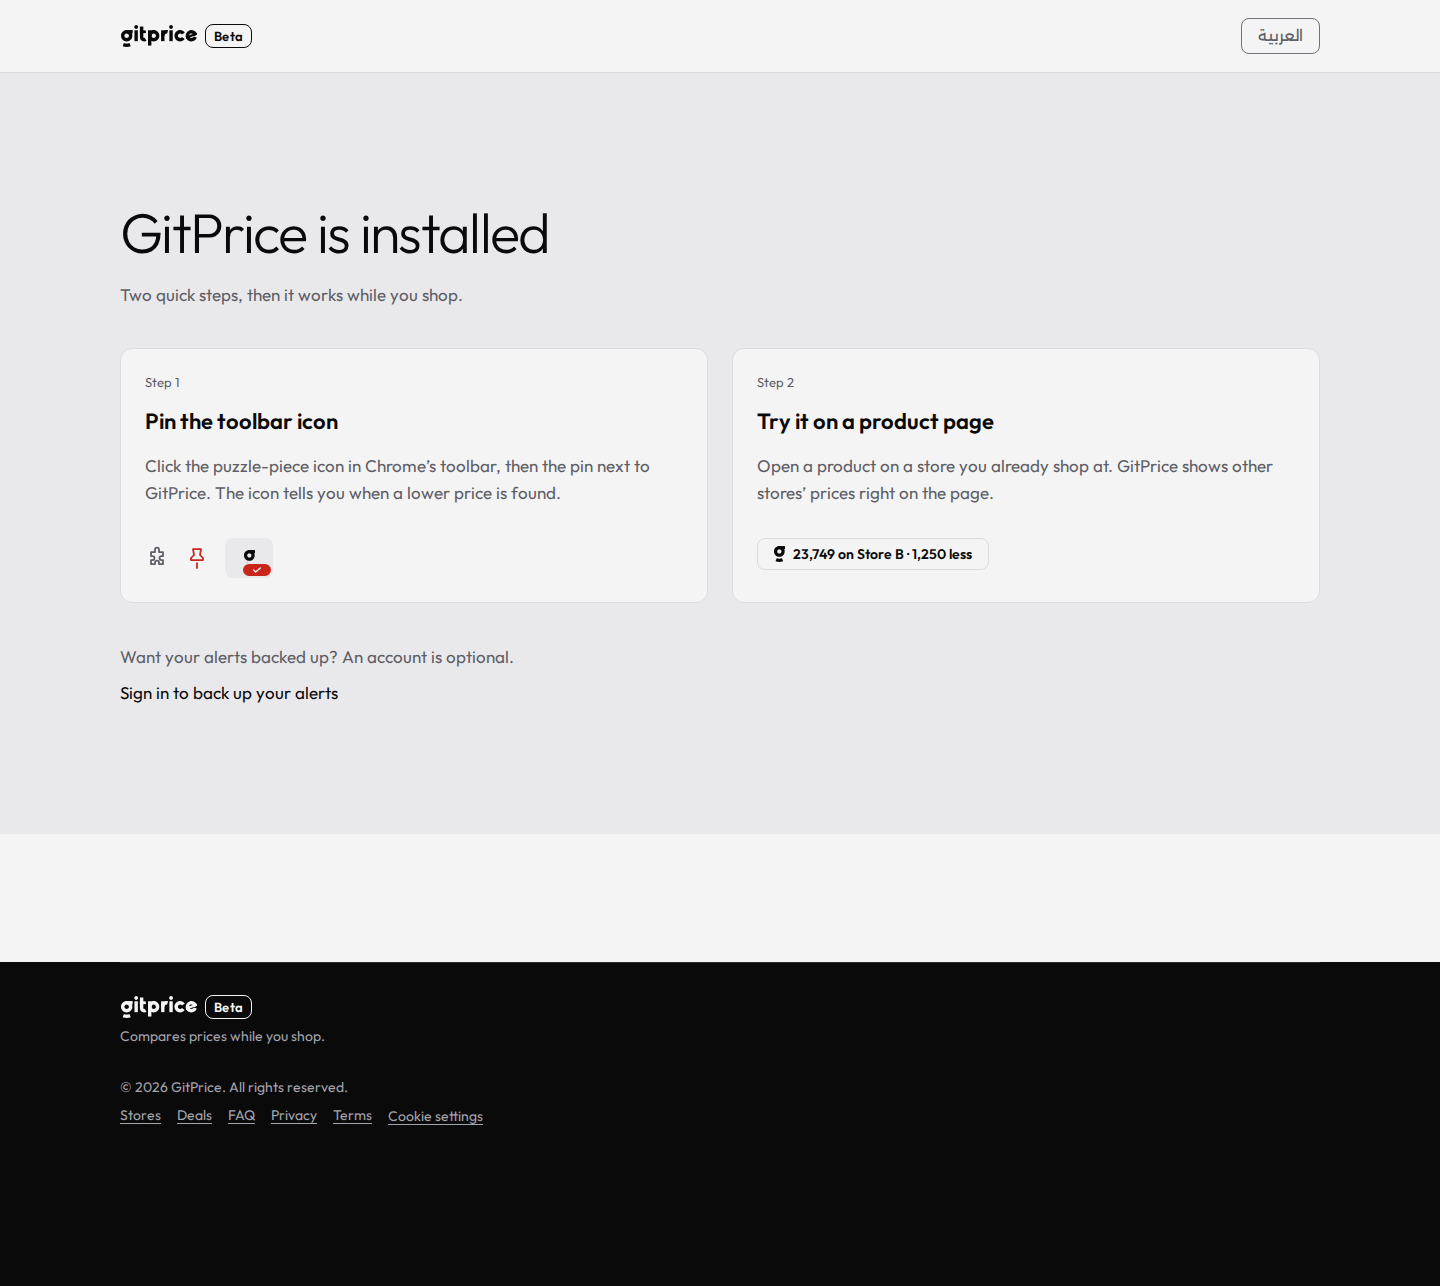 gitprice Beta
العربية
GitPrice is installed
Two quick steps, then it works while you shop.
Step 1
Pin the toolbar icon
Click the puzzle-piece icon in Chrome’s toolbar, then the pin next to
GitPrice. The icon tells you when a lower price is found.
g
Step 2
Try it on a product page
Open a product on a store you already shop at. GitPrice shows other
stores’ prices right on the page.
g 23,749 on Store B · 1,250 less
Want your alerts backed up? An account is optional.
Sign in to back up your alerts
gitprice Beta
Compares prices while you shop.
© 2026 GitPrice. All rights reserved.
Stores Deals FAQ Privacy Terms Cookie settings